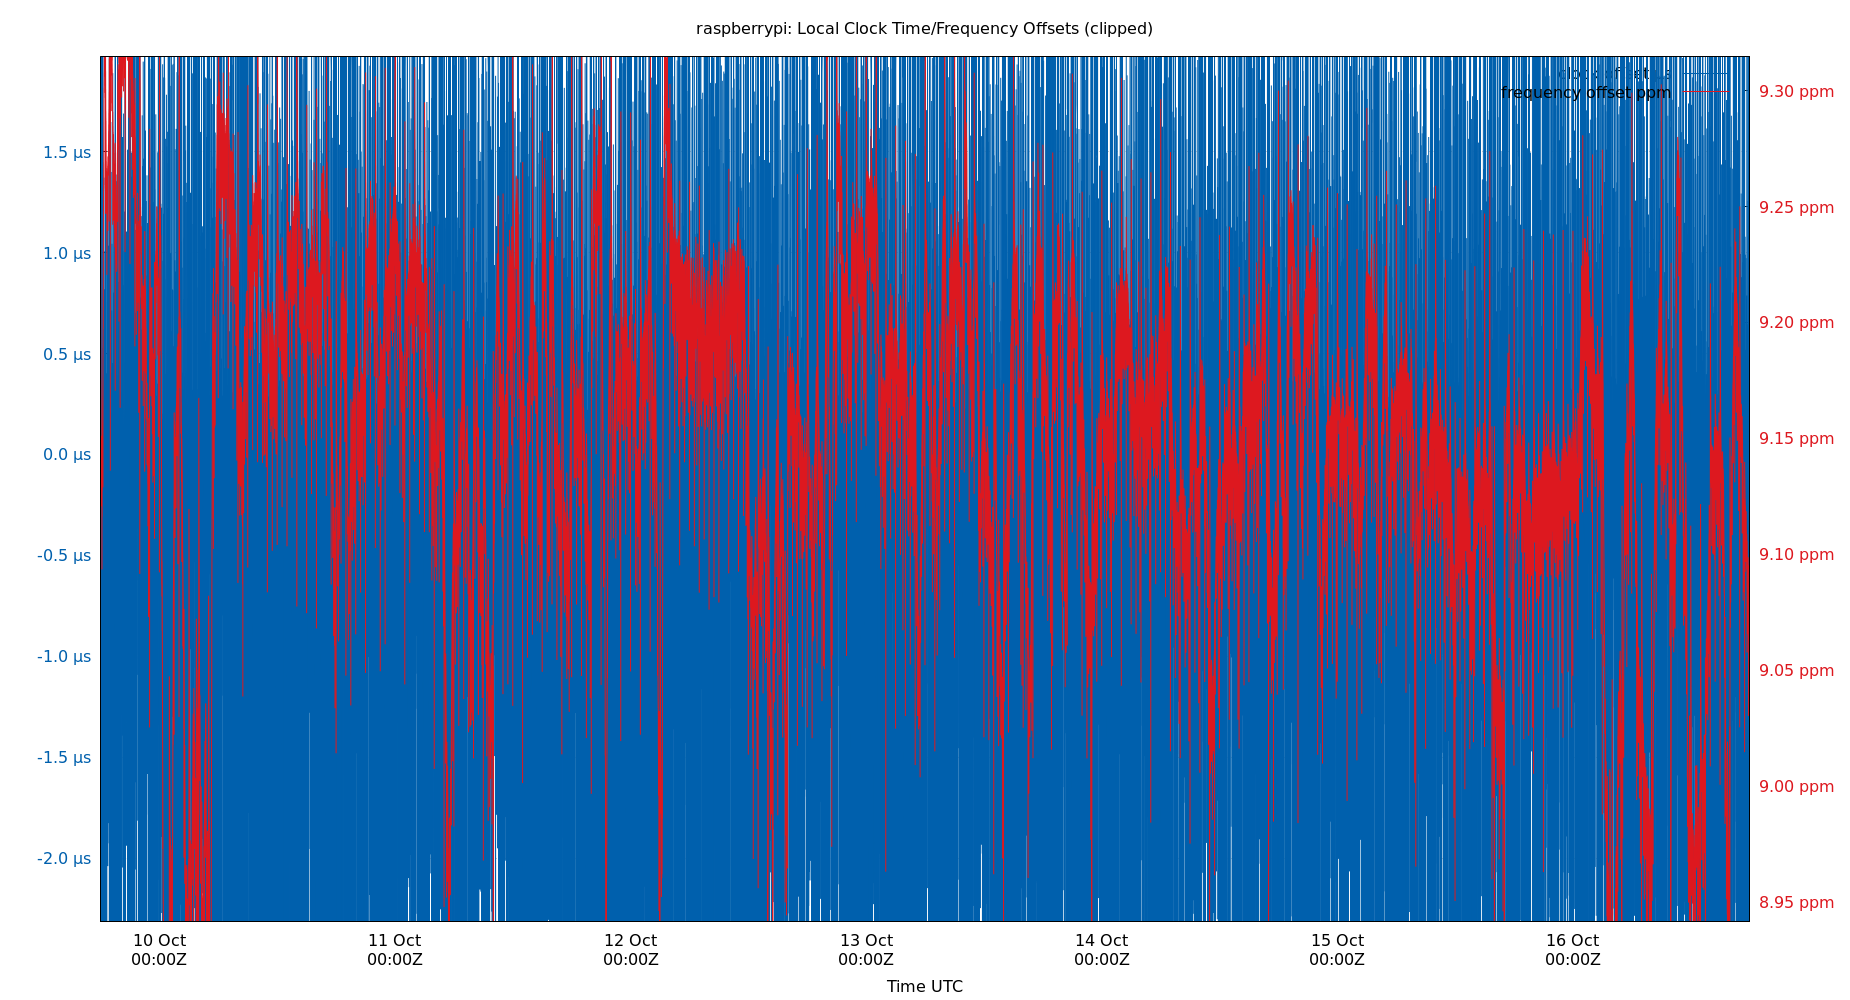 raspberrypi: Local Clock Time/Frequency Offsets (clipped)
frequency offset ppm
1.5 µs
1.0 µs
0.5 µs
0.0 µs
-0.5 µs
-1.0 µs
-1.5 µs
-2.0 µs
9.30 ppm
9.25 ppm
9.20 ppm
9.15 ppm
9.10 ppm
9.05 ppm
9.00 ppm
8.95 ppm
10 Oct 11 Oct 12 Oct 13 Oct 14 Oct 15 Oct 16 Oct
00:00Z 00:00Z 00:00Z 00:00Z 00:00Z 00:00Z 00:00Z
Time UTC